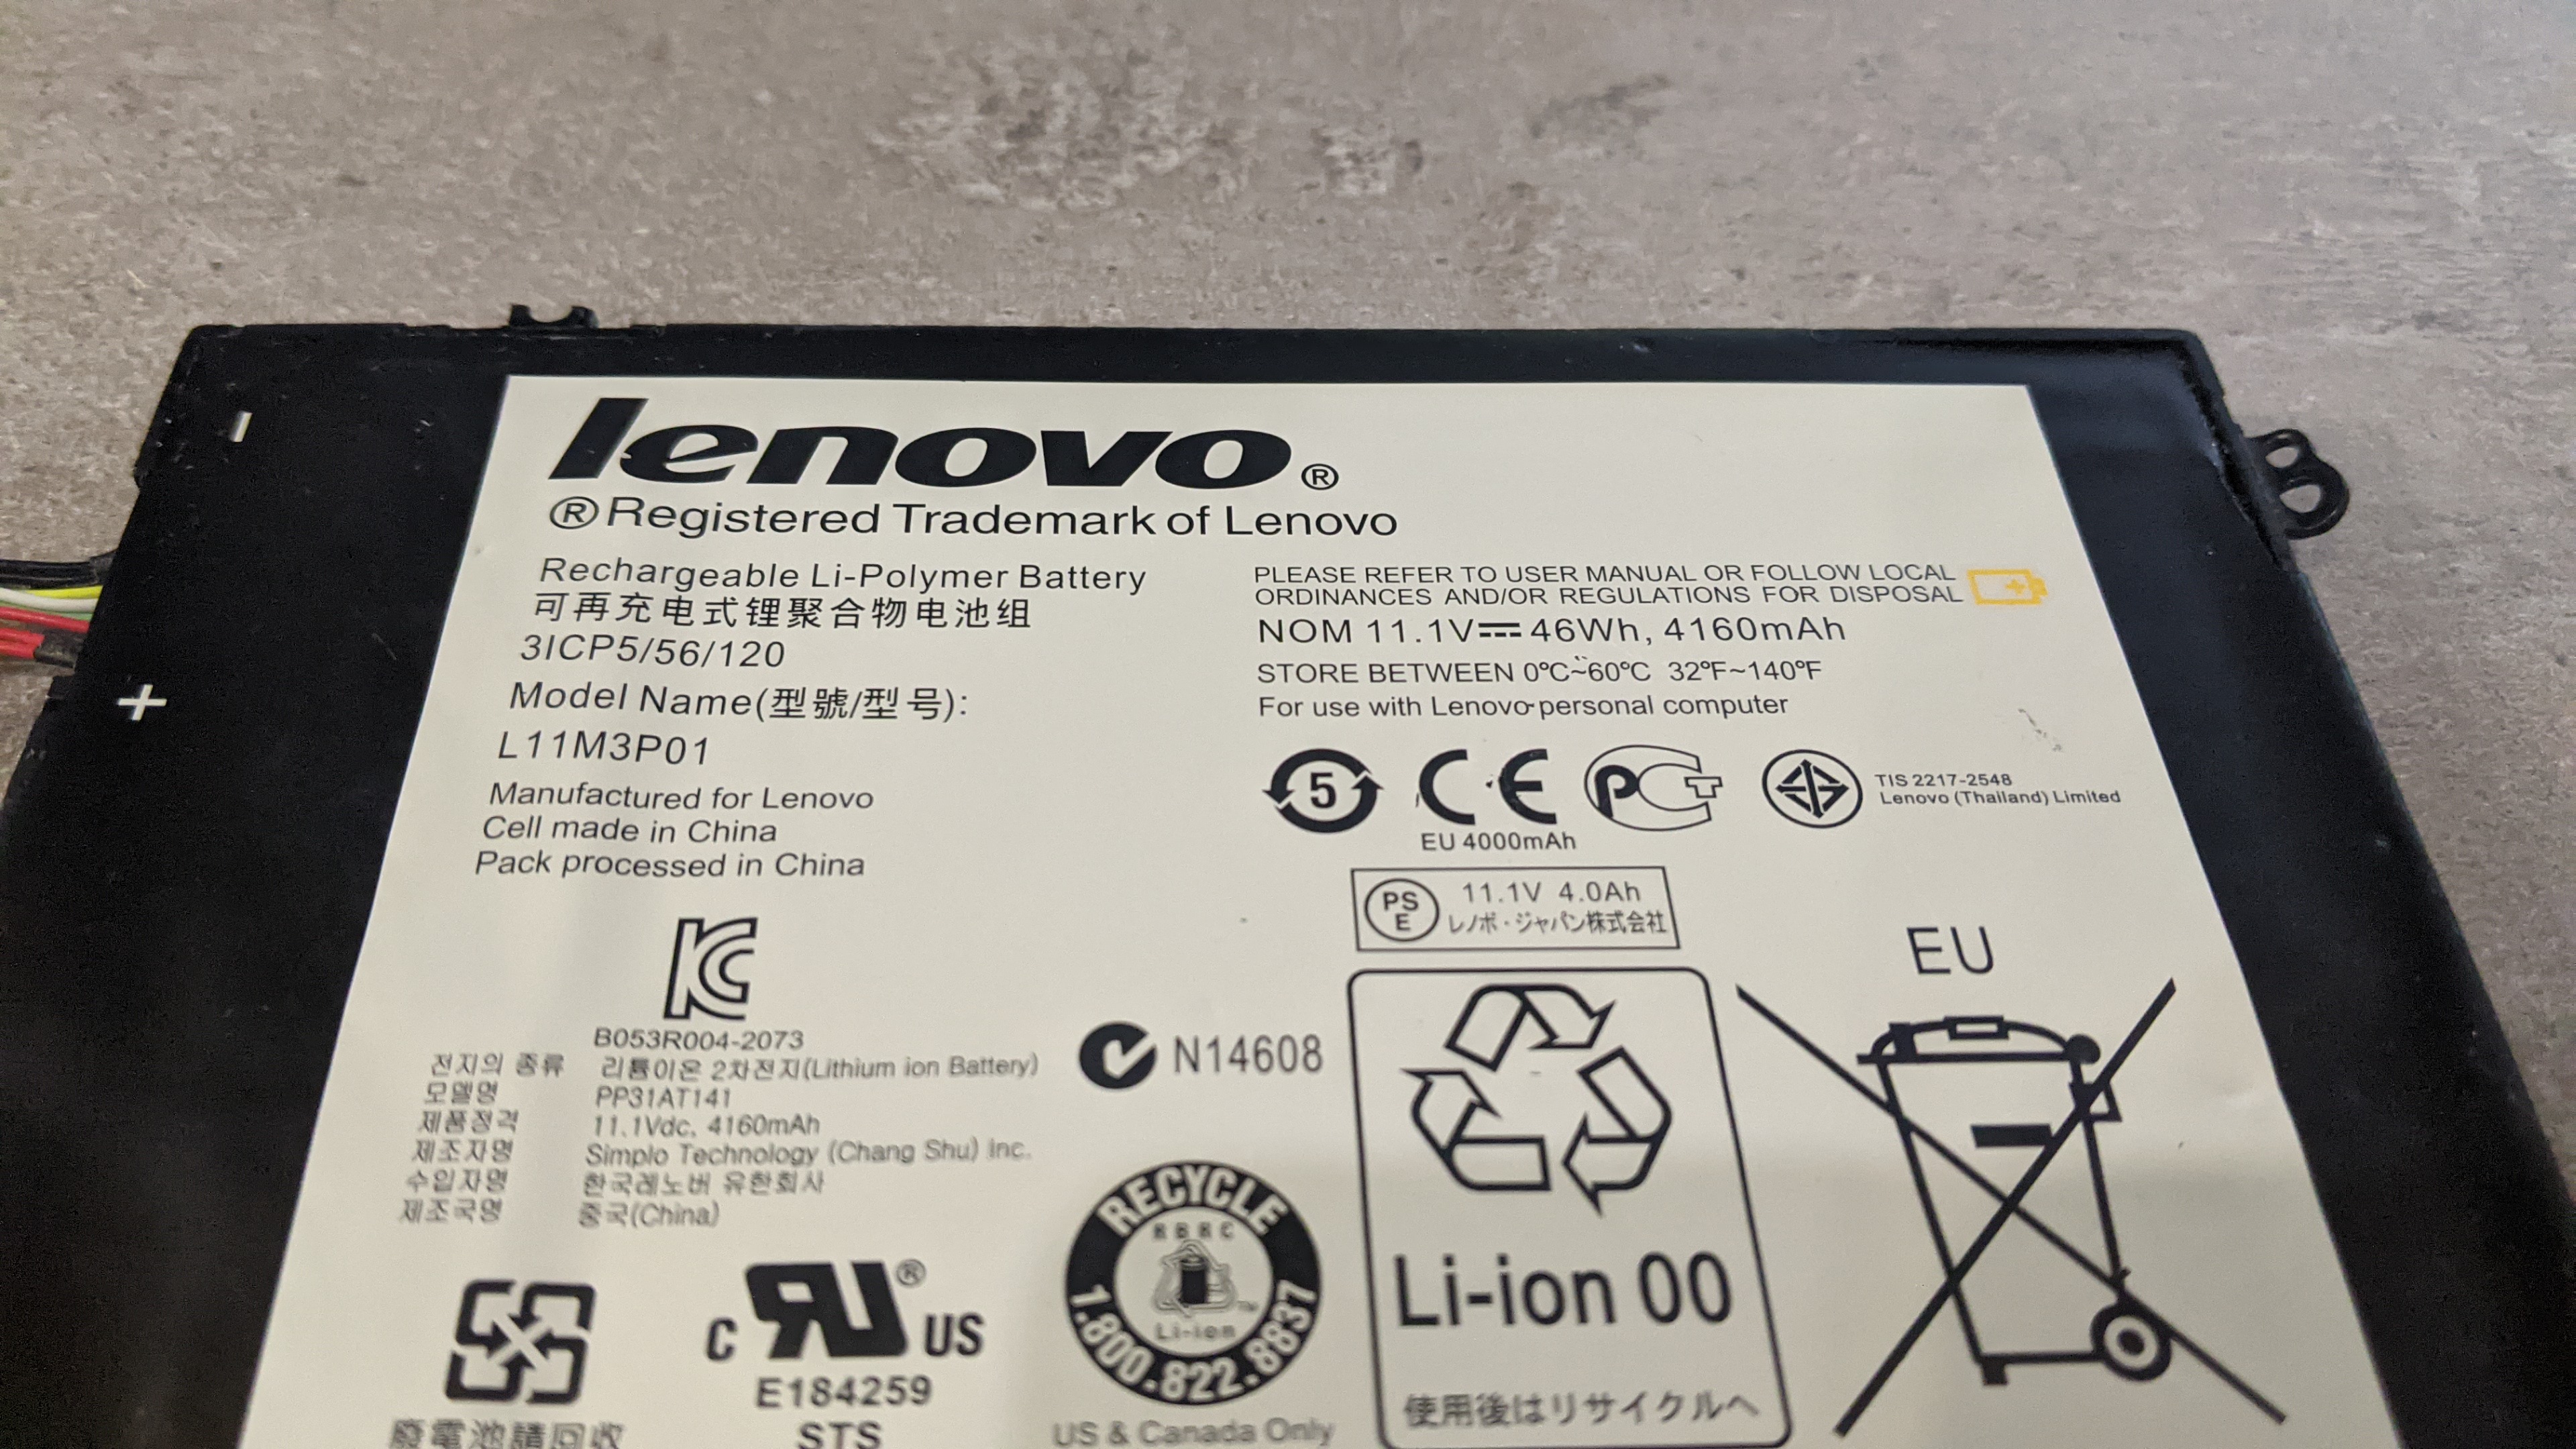 lenovo®
®Registered Trademark of Lenovo
Rechargeable Li-Polymer Battery
可再充电式锂聚合物电池组
3ICP5/56/120
Model Name(型號/型号):
L11M3P01
Manufactured for Lenovo
Cell made in China
Pack processed in China
PLEASE REFER TO USER MANUAL OR FOLLOW LOCAL
ORDINANCES AND/OR REGULATIONS FOR DISPOSAL
NOM 11.1V⎓46Wh, 4160mAh
STORE BETWEEN 0℃~60℃ 32℉~140℉
For use with Lenovo personal computer
5
CE
EU 4000mAh
PCT
TIS 2217-2548
Lenovo (Thailand) Limited
PSE
11.1V 4.0Ah
レノボ・ジャパン株式会社
KC
B053R004-2073
전지의 종류 리튬이온 2차전지(Lithium ion Battery)
모델명 PP31AT141
제품정격 11.1Vdc, 4160mAh
제조자명 Simplo Technology (Chang Shu) Inc.
수입자명 한국레노버 유한회사
제조국명 중국(China)
N14608
EU
RECYCLE
RBRC
Li-ion
1.800.822.8837
US & Canada Only
Li-ion 00
使用後はリサイクルへ
廢電池請回收
c RU® US
E184259
STS
-
+